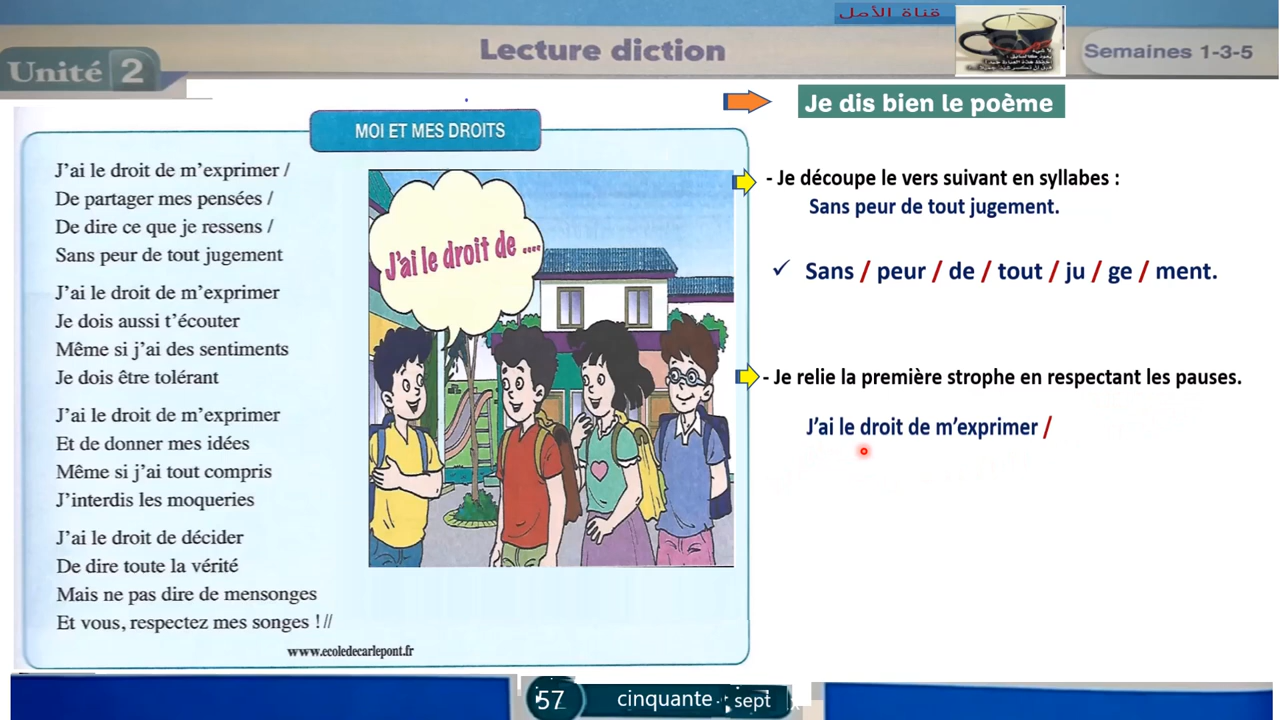 قناة الأمل
Lecture diction
Semaines 1-3-5
Unité 2
Je dis bien le poème
MOI ET MES DROITS
J'ai le droit de m'exprimer /
De partager mes pensées /
De dire ce que je ressens /
Sans peur de tout jugement
J'ai le droit de m'exprimer
Je dois aussi t'écouter
Même si j'ai des sentiments
Je dois être tolérant
J'ai le droit de m'exprimer
Et de donner mes idées
Même si j'ai tout compris
J'interdis les moqueries
J'ai le droit de décider
De dire toute la vérité
Mais ne pas dire de mensonges
Et vous, respectez mes songes ! //
www.ecoledecarlepont.fr
J'ai le droit de ....
- Je découpe le vers suivant en syllabes :
Sans peur de tout jugement.
✓ Sans / peur / de / tout / ju / ge / ment.
- Je relie la première strophe en respectant les pauses.
J'ai le droit de m'exprimer /
57 cinquante - sept